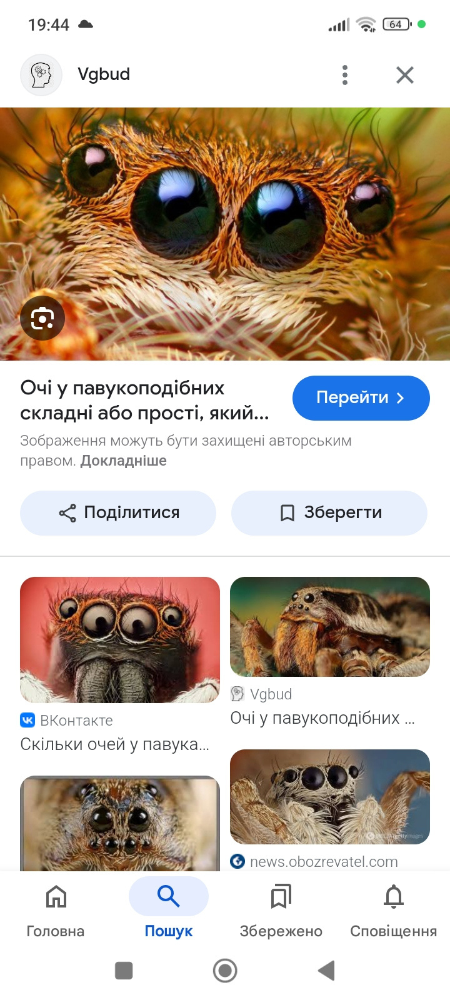 19:44
64
Vgbud
Очі у павукоподібних
складні або прості, який...
Перейти
Зображення можуть бути захищені авторським
правом. Докладніше
Поділитися
Зберегти
ВКонтакте
Скільки очей у павука...
Vgbud
Очі у павукоподібних ...
news.obozrevatel.com
Головна
Пошук
Збережено
Сповіщення